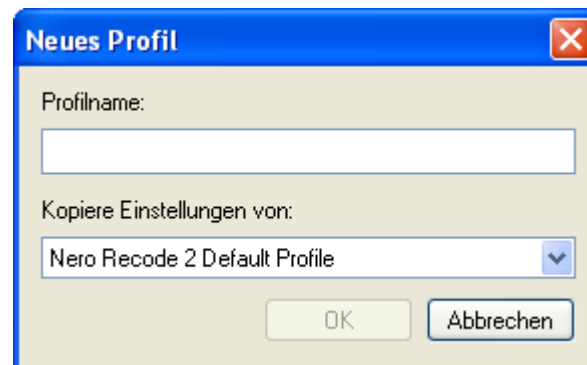 Neues Profil
Profilname:
Kopiere Einstellungen von:
Nero Recode 2 Default Profile
OK Abbrechen